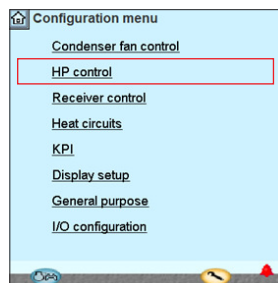 Configuration menu
Condenser fan control
HP control
Receiver control
Heat circuits
KPI
Display setup
General purpose
I/O configuration